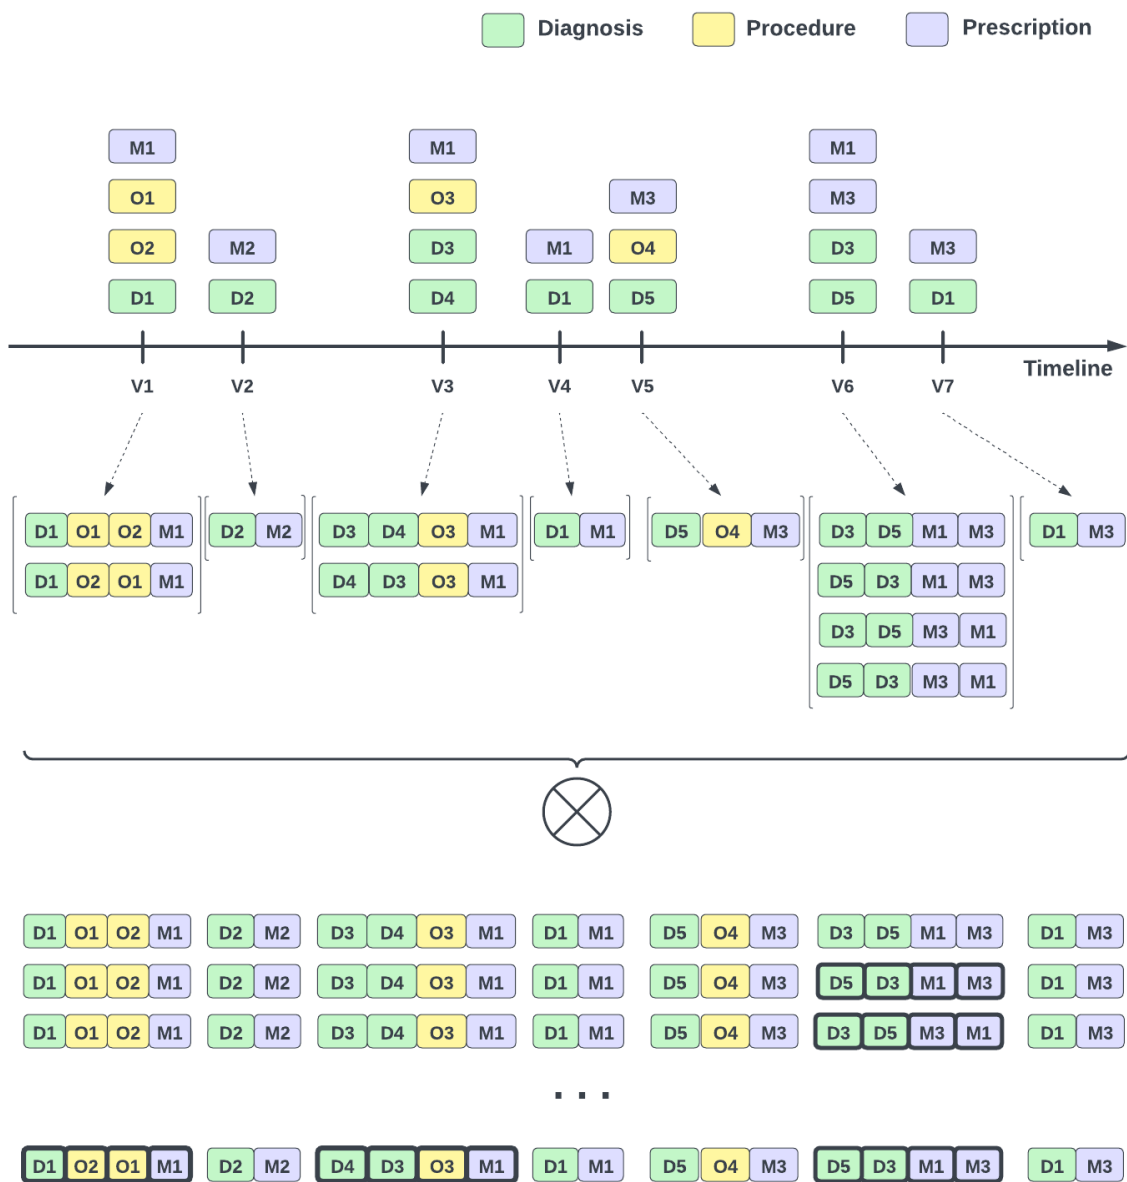 Diagnosis Procedure Prescription
M1 M1 M1
O1 O3 M3 M3
O2 M2 D3 M1 O4 D3 M3
D1 D2 D4 D1 D5 D5 D1
Timeline
V1 V2 V3 V4 V5 V6 V7
D1 O1 O2 M1 D2 M2 D3 D4 O3 M1 D1 M1 D5 O4 M3 D3 D5 M1 M3 D1 M3
D1 O2 O1 M1 D4 D3 O3 M1 D5 D3 M1 M3
D3 D5 M3 M1
D5 D3 M3 M1
D1 O1 O2 M1 D2 M2 D3 D4 O3 M1 D1 M1 D5 O4 M3 D3 D5 M1 M3 D1 M3
D1 O1 O2 M1 D2 M2 D3 D4 O3 M1 D1 M1 D5 O4 M3 D5 D3 M1 M3 D1 M3
D1 O1 O2 M1 D2 M2 D3 D4 O3 M1 D1 M1 D5 O4 M3 D3 D5 M3 M1 D1 M3
. . .
D1 O2 O1 M1 D2 M2 D4 D3 O3 M1 D1 M1 D5 O4 M3 D5 D3 M1 M3 D1 M3